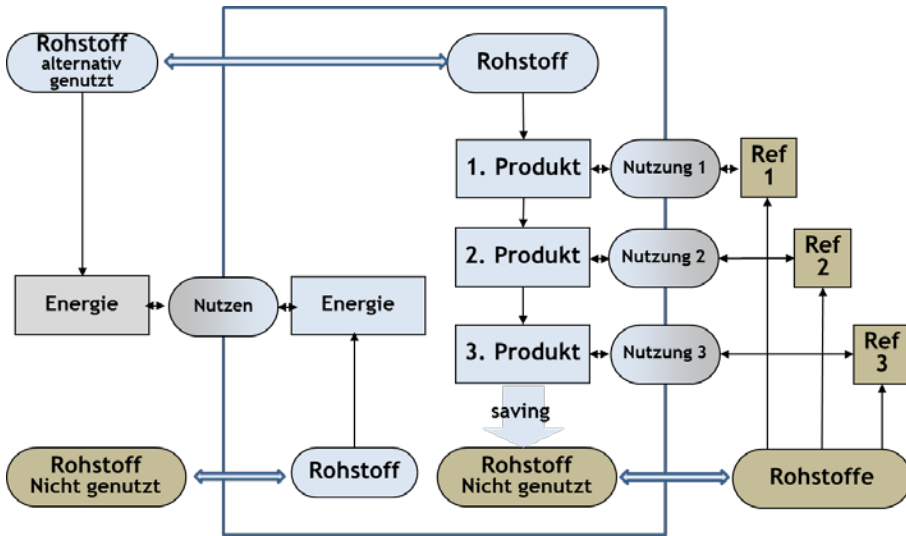 Rohstoff
alternativ
genutzt
Rohstoff
1. Produkt
Nutzung 1
Ref
1
2. Produkt
Nutzung 2
Ref
2
Energie
Nutzen
Energie
3. Produkt
Nutzung 3
Ref
3
saving
Rohstoff
Nicht genutzt
Rohstoff
Rohstoff
Nicht genutzt
Rohstoffe